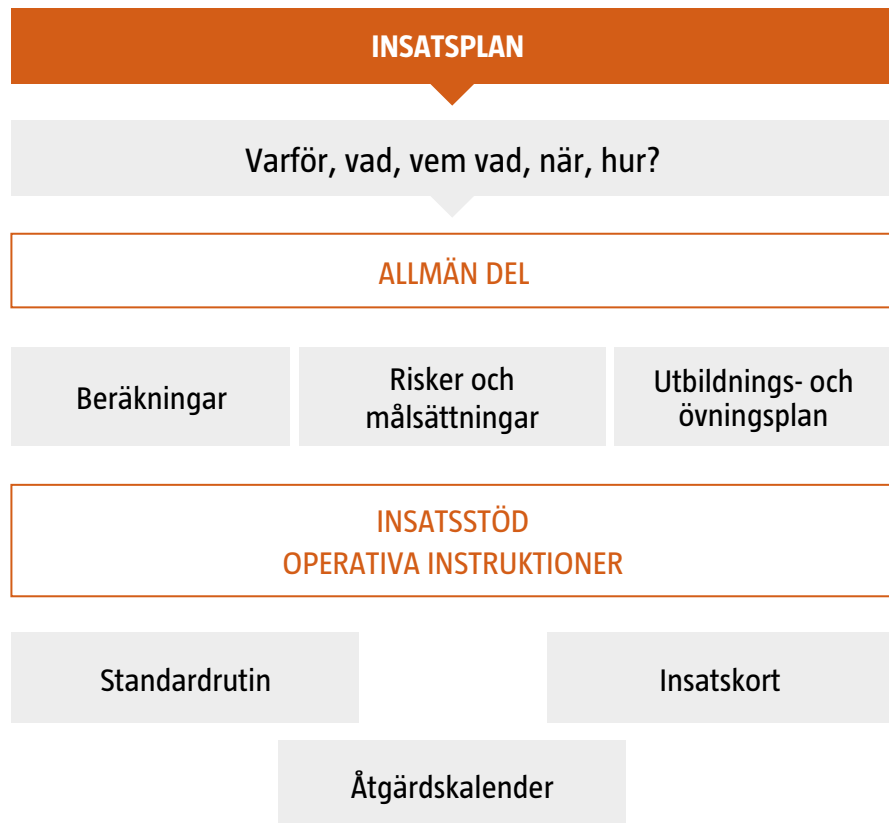 INSATSPLAN
Varför, vad, vem vad, när, hur?
ALLMÄN DEL
Beräkningar
Risker och
målsättningar
Utbildnings- och
övningsplan
INSATSSTÖD
OPERATIVA INSTRUKTIONER
Standardrutin
Insatskort
Åtgärdskalender